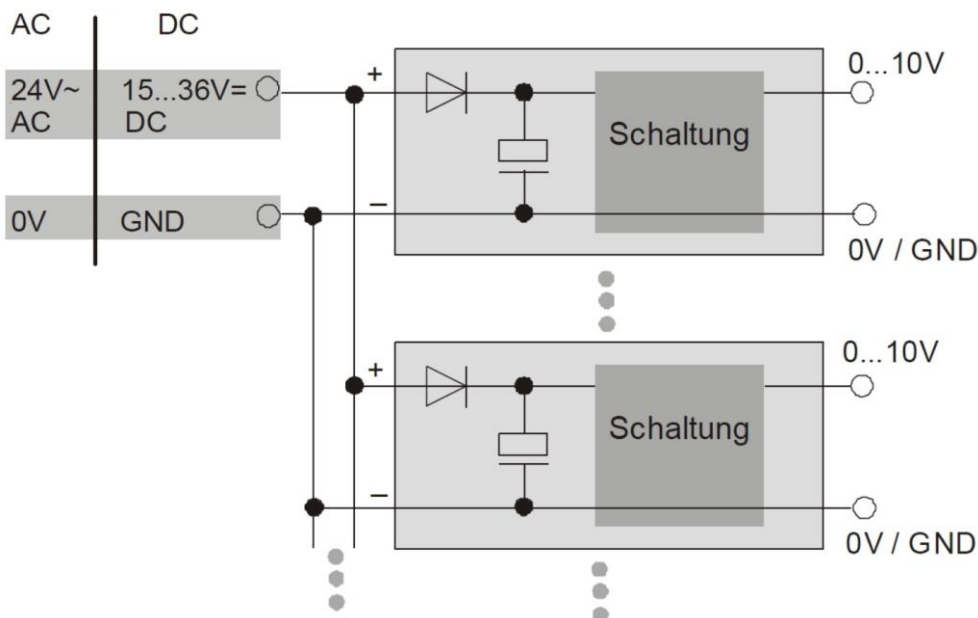 AC DC
24V~ 15...36V=
AC DC
0V GND
+
–
Schaltung
0...10V
0V / GND
+
–
Schaltung
0...10V
0V / GND